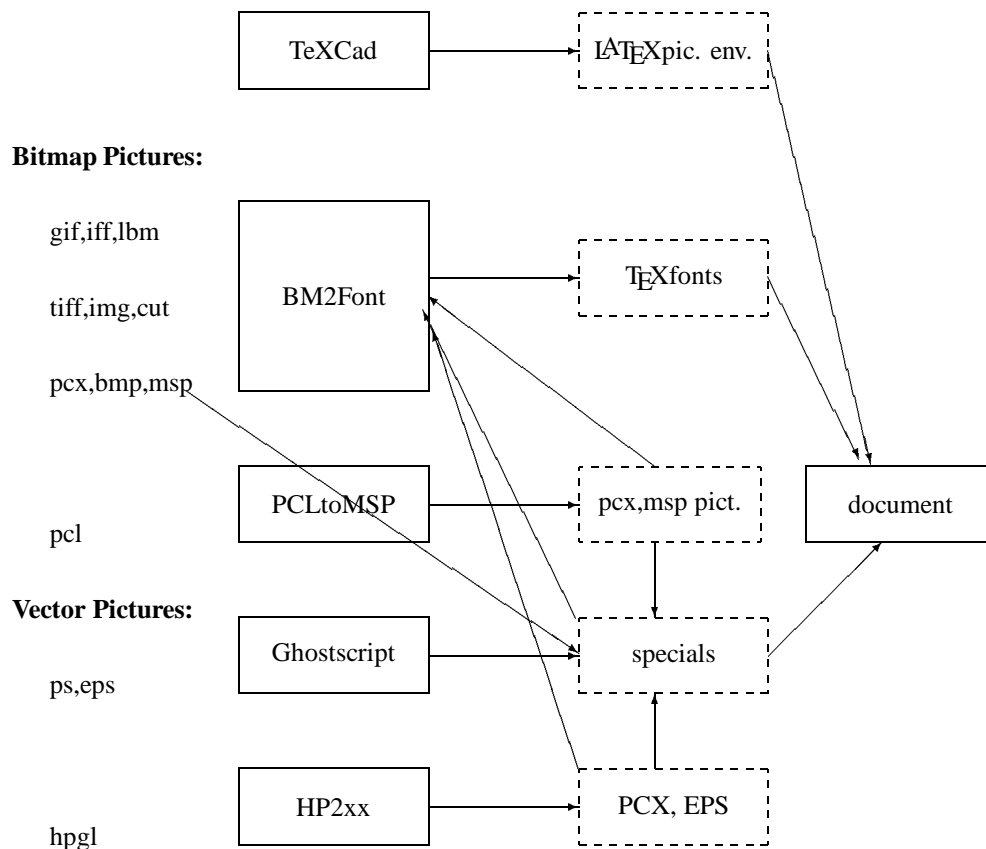 TeXCad
LATEXpic. env.
Bitmap Pictures:
gif,iff,lbm
BM2Font
TEXfonts
tiff,img,cut
pcx,bmp,msp
PCLtoMSP
pcx,msp pict.
document
pcl
Vector Pictures:
Ghostscript
specials
ps,eps
HP2xx
PCX, EPS
hpgl